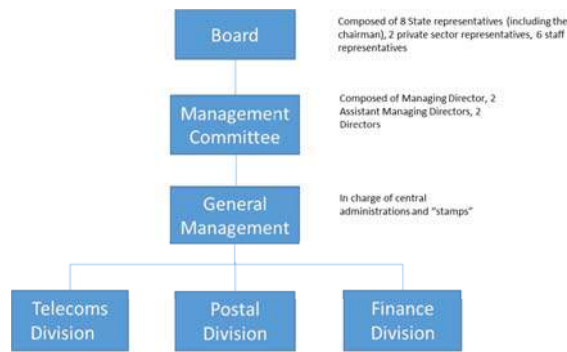 Board
Composed of 8 State representatives (including the
chairman), 2 private sector representatives, 6 staff
representatives
Management
Committee
Composed of Managing Director, 2
Assistant Managing Directors, 2
Directors
General
Management
In charge of central
administrations and “stamps”
Telecoms
Division
Postal
Division
Finance
Division